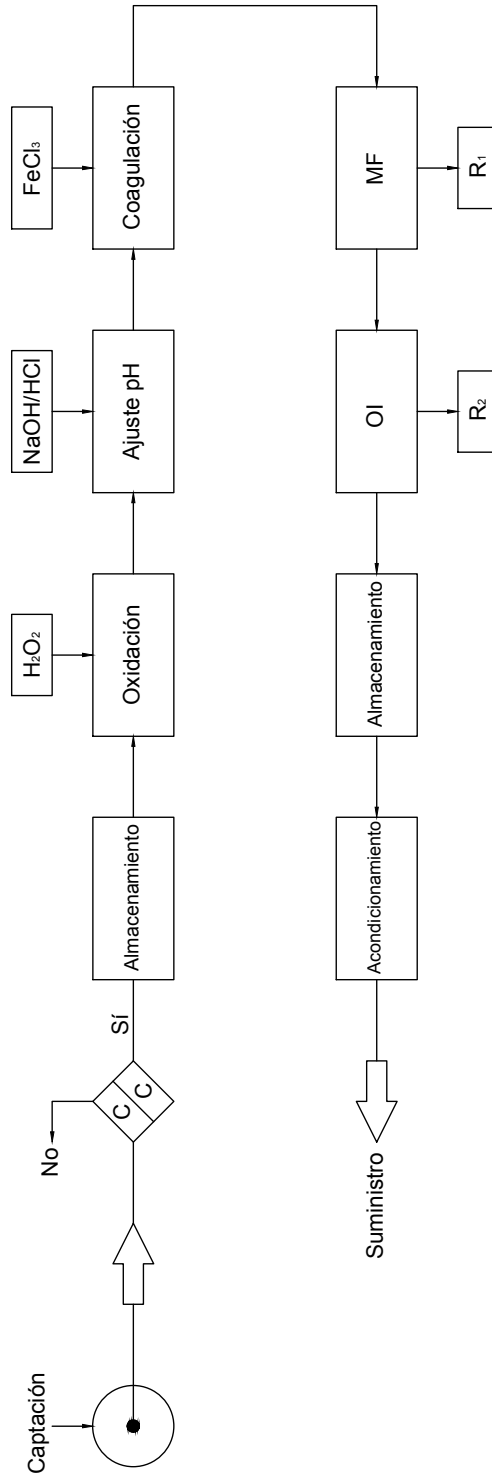 Captación
No
C
C
Sí
Almacenamiento
H₂O₂
Oxidación
NaOH/HCl
Ajuste pH
FeCl₃
Coagulación
MF
R₁
OI
R₂
Almacenamiento
Acondicionamiento
Suministro